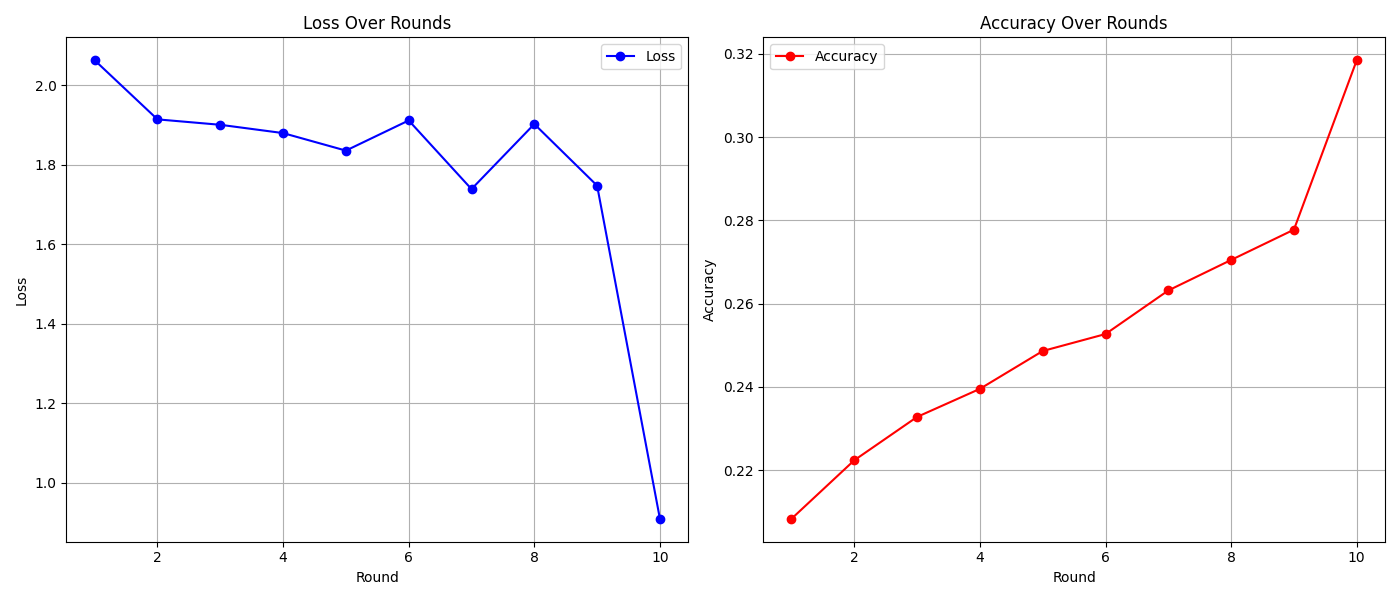 Loss Over Rounds
Loss
2.0
1.8
1.6
1.4
1.2
1.0
Loss
2 4 6 8 10
Round
Accuracy Over Rounds
Accuracy
0.32
0.30
0.28
0.26
0.24
0.22
Accuracy
2 4 6 8 10
Round